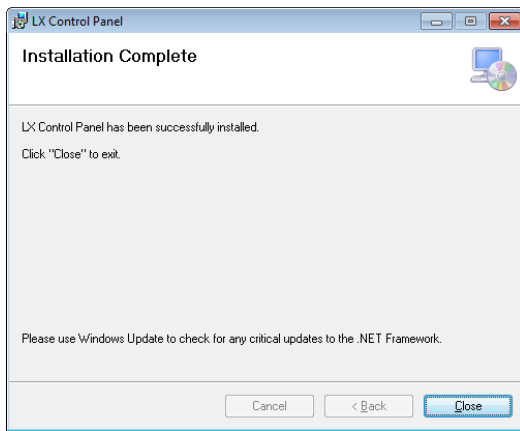 LX Control Panel
Installation Complete
LX Control Panel has been successfully installed.
Click "Close" to exit.
Please use Windows Update to check for any critical updates to the .NET Framework.
Cancel
< Back
Close